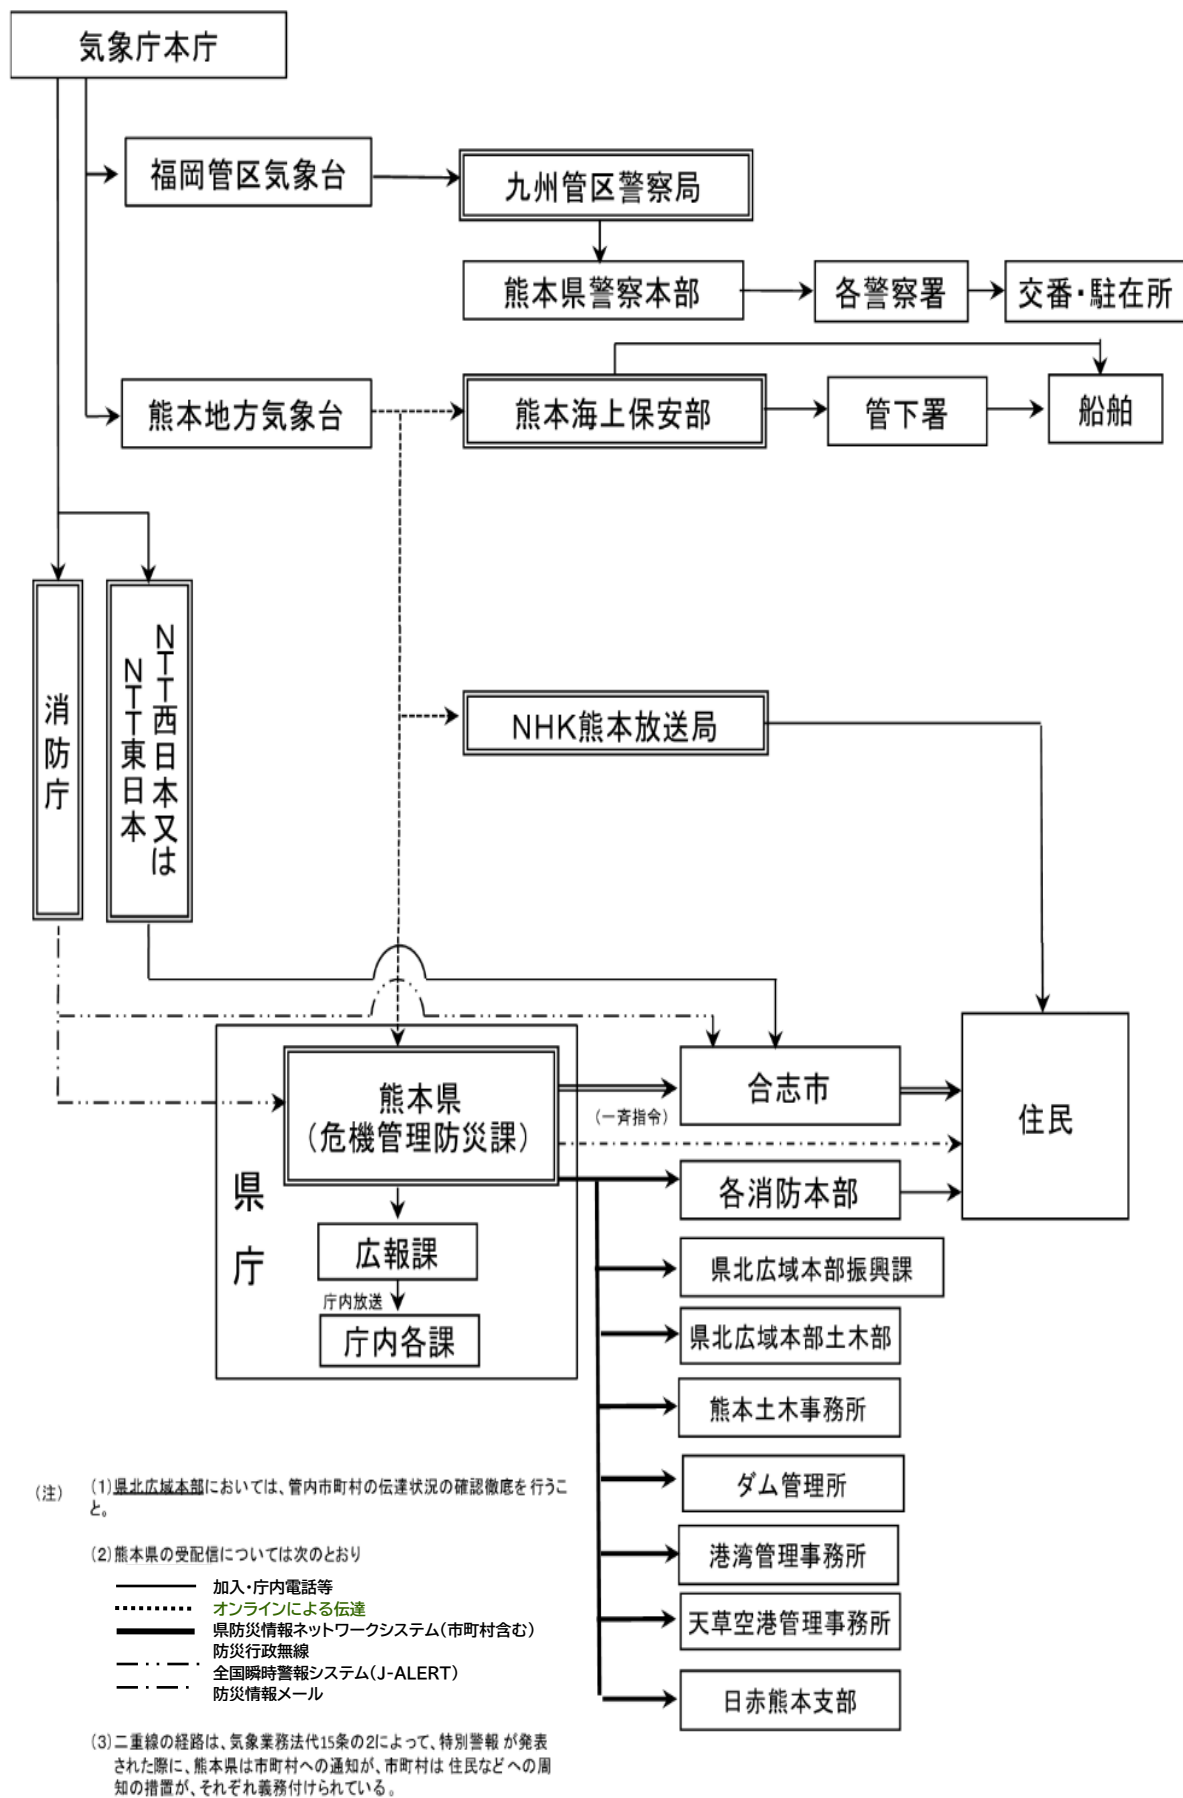 気象庁本庁
福岡管区気象台
九州管区警察局
熊本県警察本部
各警察署
交番・駐在所
熊本地方気象台
熊本海上保安部
管下署
船舶
消防庁
NTT西日本又は
NTT東日本
NHK熊本放送局
熊本県
（危機管理防災課）
（一斉指令）
合志市
住民
各消防本部
県庁
広報課
庁内放送
庁内各課
県北広域本部振興課
県北広域本部土木部
熊本土木事務所
ダム管理所
港湾管理事務所
天草空港管理事務所
日赤熊本支部
（注）
（1）県北広域本部においては、管内市町村の伝達状況の確認徹底を行うこ
と。
（2）熊本県の受配信については次のとおり
加入・庁内電話等
オンラインによる伝達
県防災情報ネットワークシステム（市町村含む）
防災行政無線
全国瞬時警報システム（J-ALERT）
防災情報メール
（3）二重線の経路は、気象業務法代15条の2によって、特別警報が発表
された際に、熊本県は市町村への通知が、市町村は住民などへの周
知の措置が、それぞれ義務付けられている。